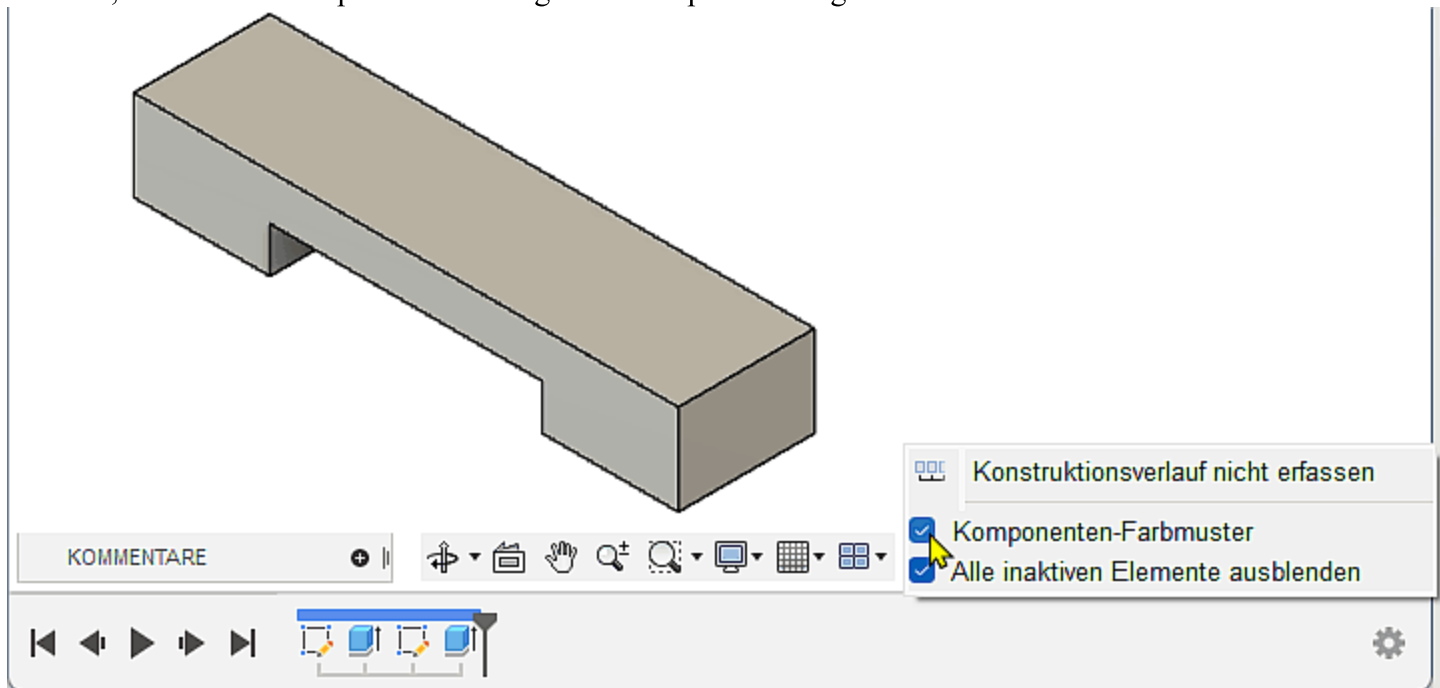 Konstruktionsverlauf nicht erfassen
Komponenten-Farbmuster
Alle inaktiven Elemente ausblenden
KOMMENTARE